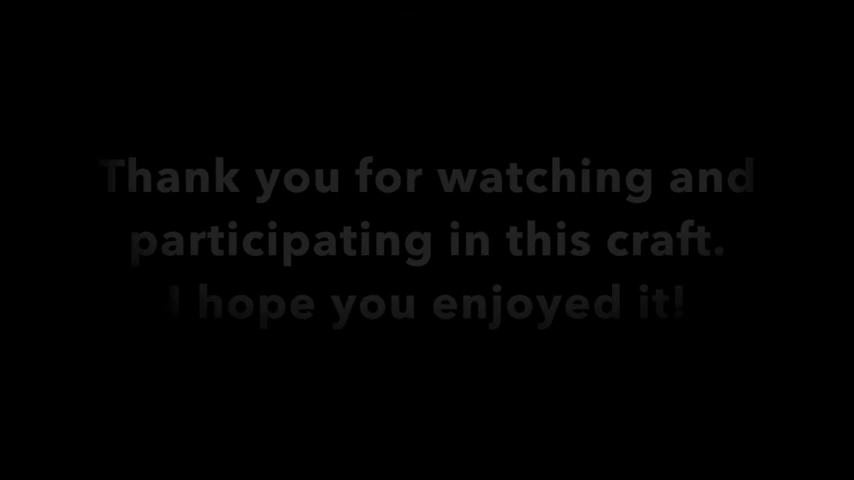 Thank you for watching and
participating in this craft.
I hope you enjoyed it!